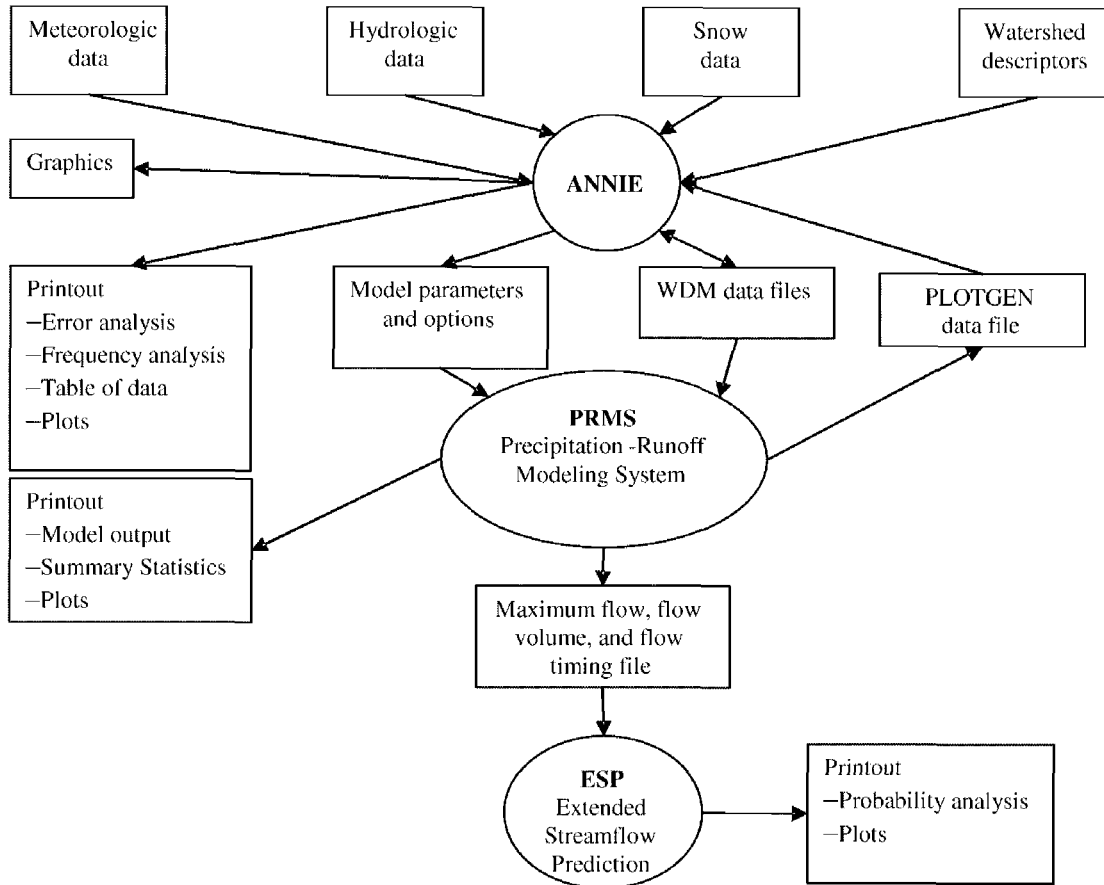 Meteorologic
data
Hydrologic
data
Snow
data
Watershed
descriptors
Graphics
ANNIE
Printout
–Error analysis
–Frequency analysis
–Table of data
–Plots
Model parameters
and options
WDM data files
PLOTGEN
data file
PRMS
Precipitation -Runoff
Modeling System
Printout
–Model output
–Summary Statistics
–Plots
Maximum flow, flow
volume, and flow
timing file
ESP
Extended
Streamflow
Prediction
Printout
–Probability analysis
–Plots